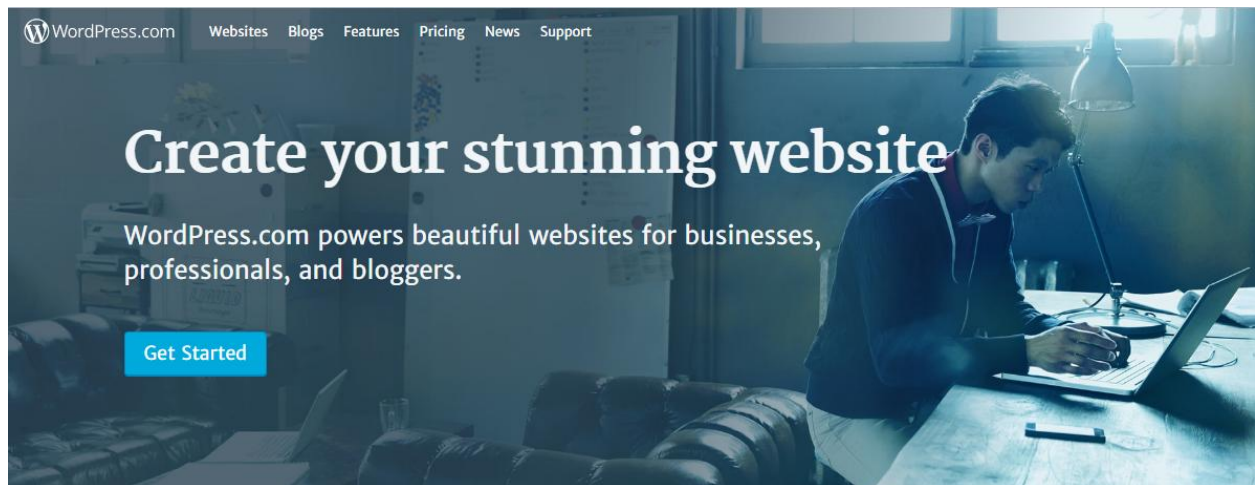 WordPress.com Websites Blogs Features Pricing News Support
Create your stunning website
WordPress.com powers beautiful websites for businesses,
professionals, and bloggers.
Get Started